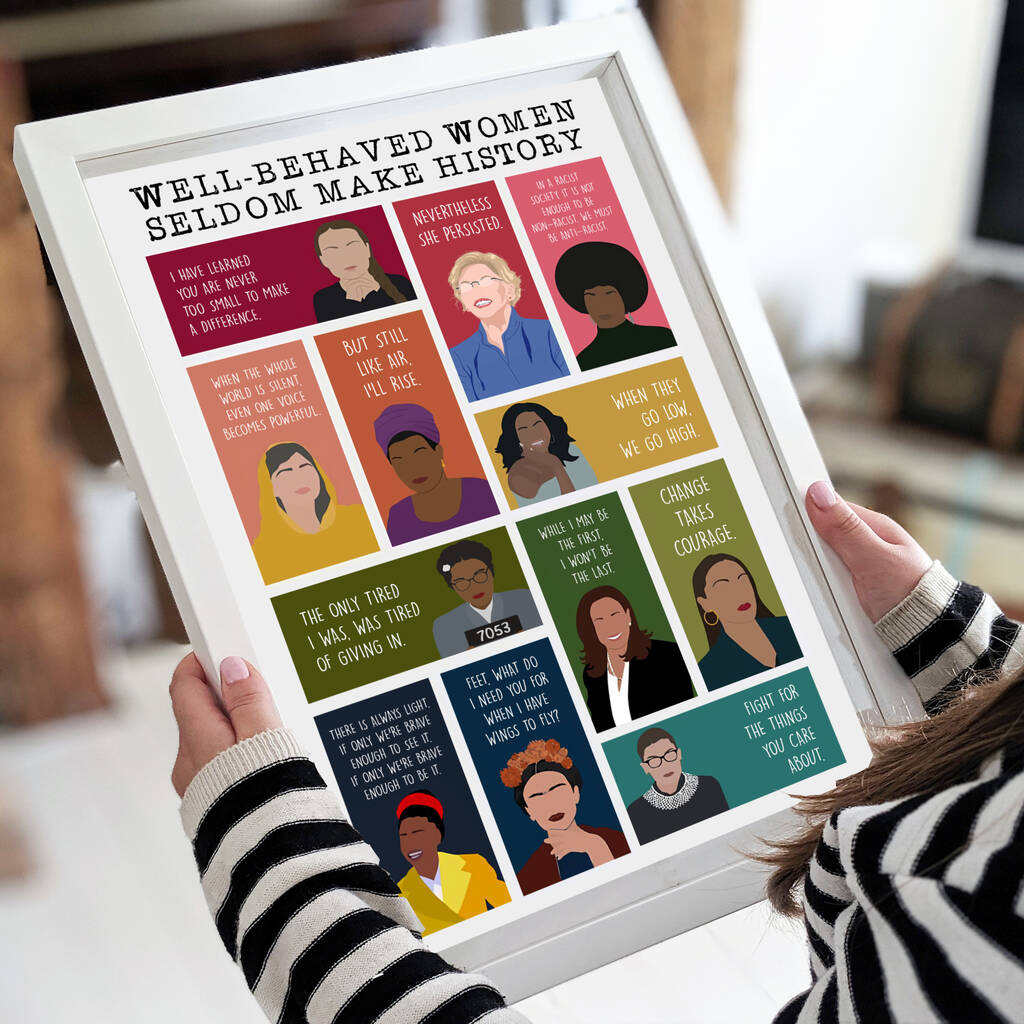 WELL-BEHAVED WOMEN
SELDOM MAKE HISTORY
I HAVE LEARNED
YOU ARE NEVER
TOO SMALL TO MAKE
A DIFFERENCE.
NEVERTHELESS
SHE PERSISTED.
IN A RACIST
SOCIETY IT IS NOT
ENOUGH TO BE
NON-RACIST. WE MUST
BE ANTI-RACIST.
WHEN THE WHOLE
WORLD IS SILENT,
EVEN ONE VOICE
BECOMES POWERFUL.
BUT STILL
LIKE AIR,
I'LL RISE.
WHEN THEY
GO LOW,
WE GO HIGH.
THE ONLY TIRED
I WAS, WAS TIRED
OF GIVING IN.
7053
WHILE I MAY BE
THE FIRST,
I WON'T BE
THE LAST.
CHANGE
TAKES
COURAGE.
THERE IS ALWAYS LIGHT,
IF ONLY WE'RE BRAVE
ENOUGH TO SEE IT.
IF ONLY WE'RE BRAVE
ENOUGH TO BE IT.
FEET, WHAT DO
I NEED YOU FOR
WHEN I HAVE
WINGS TO FLY?
FIGHT FOR
THE THINGS
YOU CARE
ABOUT.